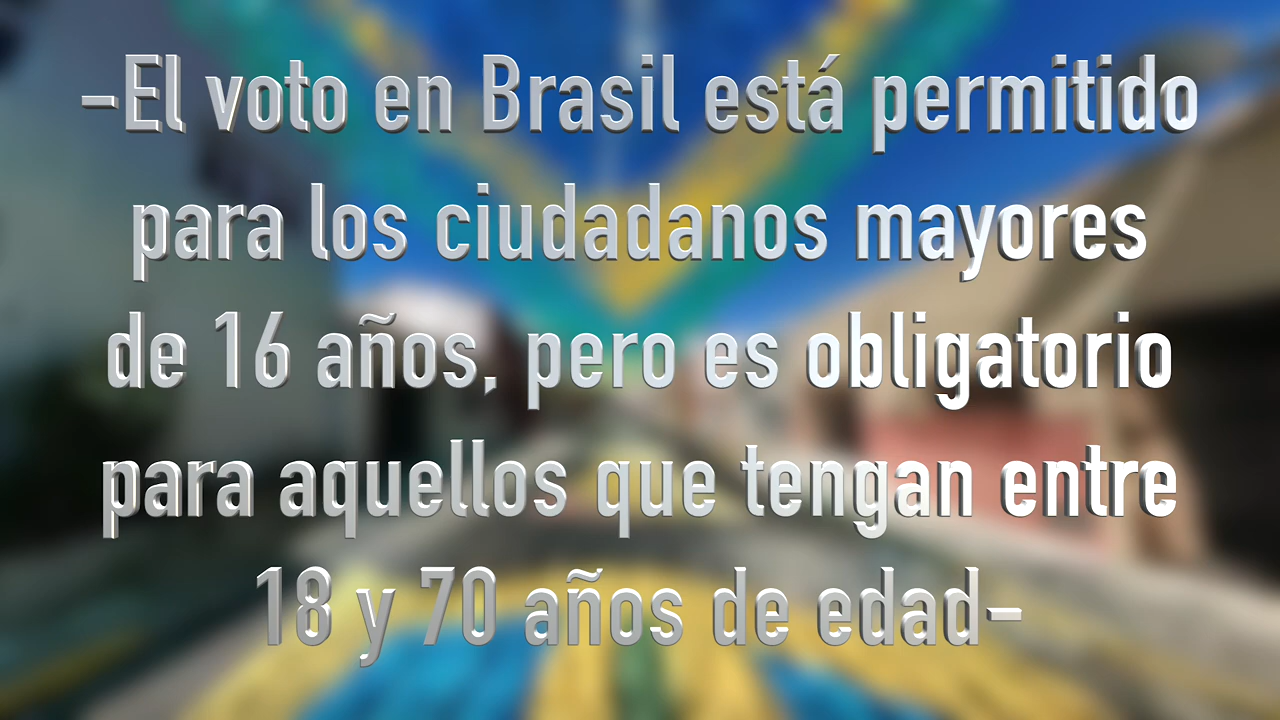 -El voto en Brasil está permitido
para los ciudadanos mayores
de 16 años, pero es obligatorio
para aquellos que tengan entre
18 y 70 años de edad-